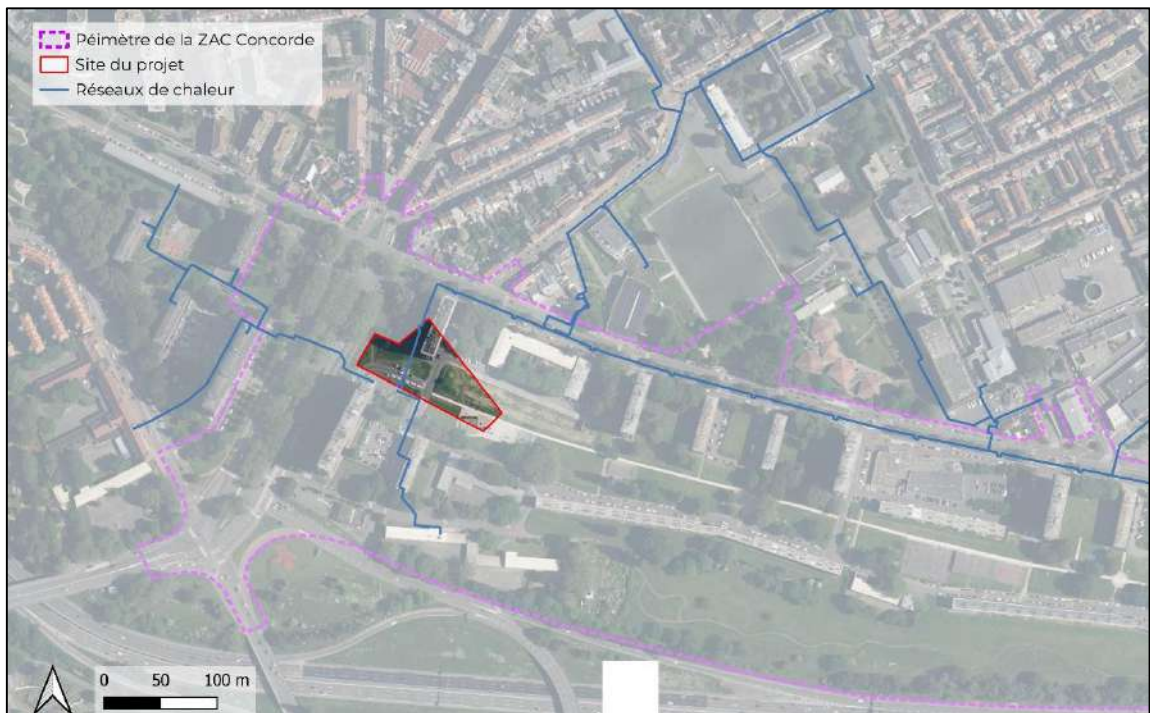 Péimètre de la ZAC Concorde
Site du projet
Réseaux de chaleur
0 50 100 m